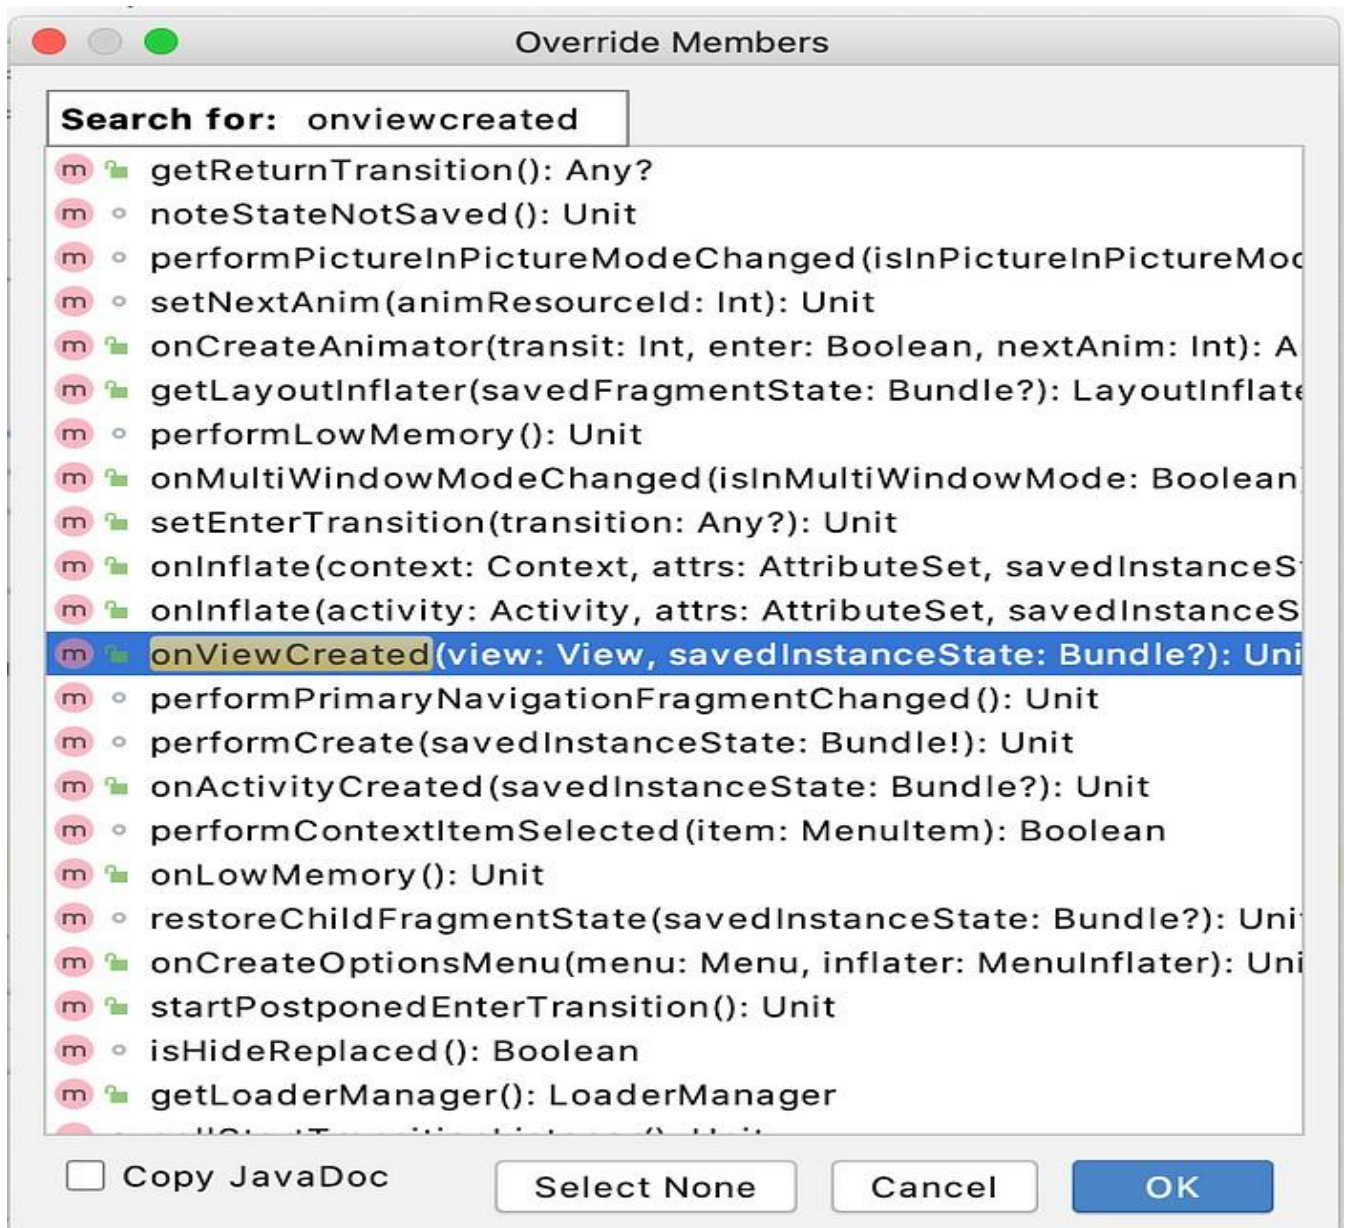 Override Members
Search for: onviewcreated
m getReturnTransition(): Any?
m noteStateNotSaved(): Unit
m performPictureInPictureModeChanged(isInPictureInPictureMod
m setNextAnim(animResourceId: Int): Unit
m onCreateAnimator(transit: Int, enter: Boolean, nextAnim: Int): A
m getLayoutInflater(savedFragmentState: Bundle?): LayoutInflate
m performLowMemory(): Unit
m onMultiWindowModeChanged(isInMultiWindowMode: Boolean
m setEnterTransition(transition: Any?): Unit
m onInflate(context: Context, attrs: AttributeSet, savedInstanceS
m onInflate(activity: Activity, attrs: AttributeSet, savedInstanceS
m onViewCreated(view: View, savedInstanceState: Bundle?): Uni
m performPrimaryNavigationFragmentChanged(): Unit
m performCreate(savedInstanceState: Bundle!): Unit
m onActivityCreated(savedInstanceState: Bundle?): Unit
m performContextItemSelected(item: MenuItem): Boolean
m onLowMemory(): Unit
m restoreChildFragmentState(savedInstanceState: Bundle?): Uni
m onCreateOptionsMenu(menu: Menu, inflater: MenuInflater): Uni
m startPostponedEnterTransition(): Unit
m isHideReplaced(): Boolean
m getLoaderManager(): LoaderManager
Copy JavaDoc
Select None
Cancel
OK